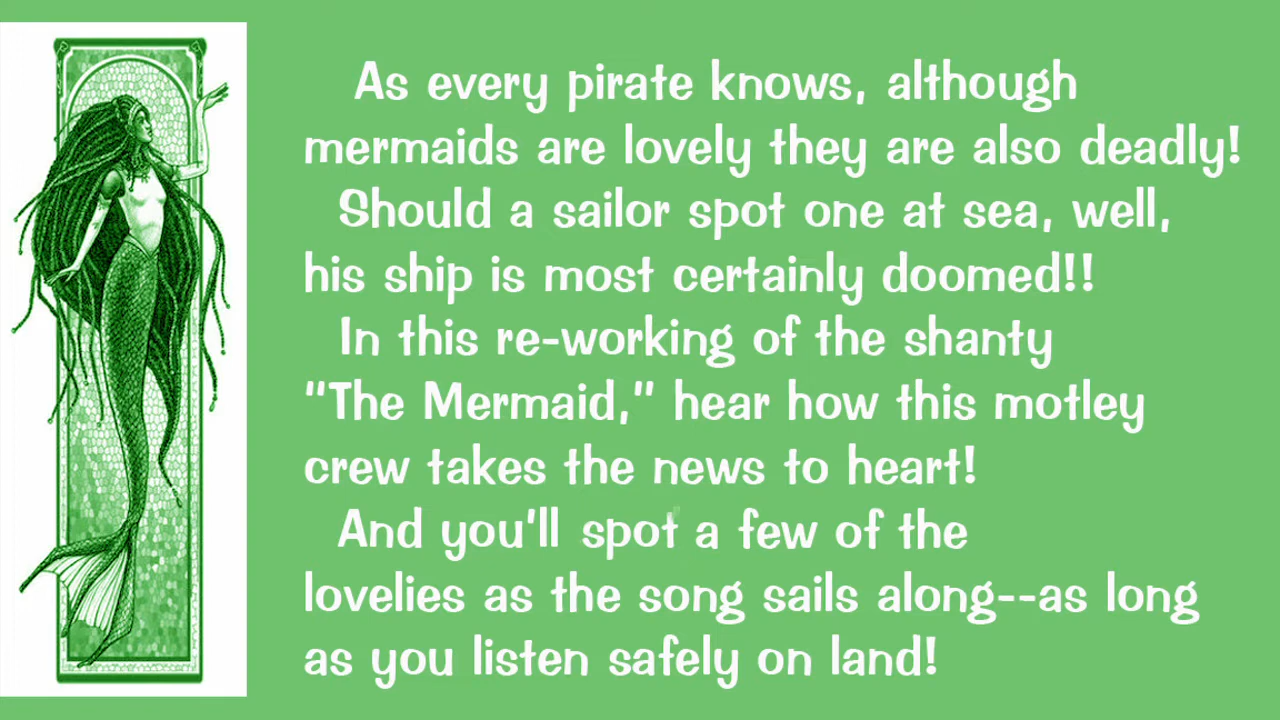 As every pirate knows, although
mermaids are lovely they are also deadly!
Should a sailor spot one at sea, well,
his ship is most certainly doomed!!
In this re-working of the shanty
"The Mermaid," hear how this motley
crew takes the news to heart!
And you'll spot a few of the
lovelies as the song sails along--as long
as you listen safely on land!